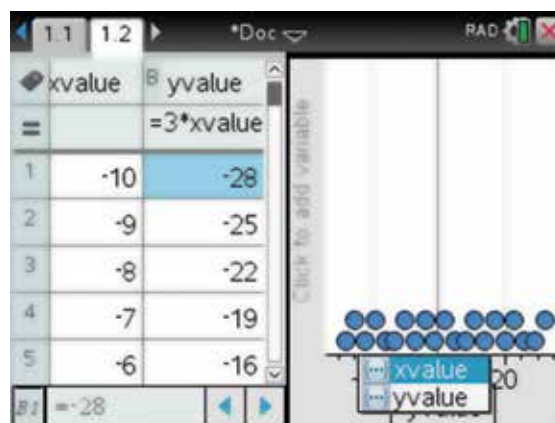 1.1 1.2 *Doc RAD
xvalue B yvalue
= =3*xvalue
1 -10 -28
2 -9 -25
3 -8 -22
4 -7 -19
5 -6 -16
B1 =-28
Click to add variable
20
xvalue
yvalue